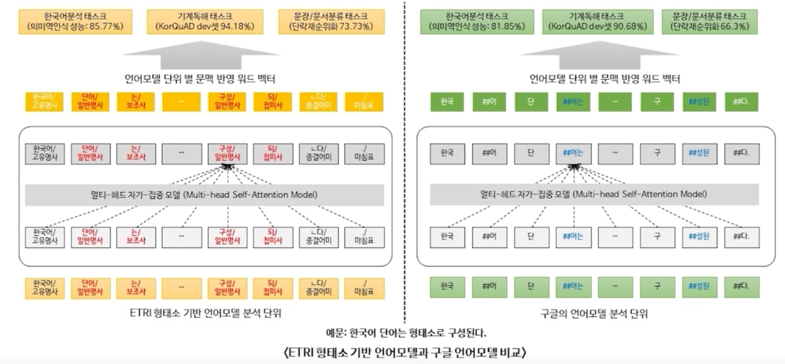 한국어분석 태스크
(의미역인식 성능: 85.77%)
기계독해 태스크
(KorQuAD dev셋 94.18%)
문장/문서분류 태스크
(단락재순위화 73.73%)
언어모델 단위 별 문맥 반영 워드 벡터
한국어/
고유명사
단어/
일반명사
는/
보조사
...
구성/
일반명사
되/
접미사
ㄴ다/
종결어미
./
마침표
한국어/
고유명사
단어/
일반명사
는/
보조사
...
구성/
일반명사
되/
접미사
ㄴ다/
종결어미
./
마침표
멀티-헤드 자가-집중 모델 (Multi-head Self-Attention Model)
한국어/
고유명사
단어/
일반명사
는/
보조사
...
구성/
일반명사
되/
접미사
ㄴ다/
종결어미
./
마침표
한국어/
고유명사
단어/
일반명사
는/
보조사
...
구성/
일반명사
되/
접미사
ㄴ다/
종결어미
./
마침표
ETRI 형태소 기반 언어모델 분석 단위
한국어분석 태스크
(의미역인식 성능: 81.85%)
기계독해 태스크
(KorQuAD dev셋 90.68%)
문장/문서분류 태스크
(단락재순위화 66.3%)
언어모델 단위 별 문맥 반영 워드 벡터
한국 ##어 단 ##어는 ... 구 ##성된 ##다.
한국 ##어 단 ##어는 ... 구 ##성된 ##다.
멀티-헤드 자가-집중 모델 (Multi-head Self-Attention Model)
한국 ##어 단 ##어는 ... 구 ##성된 ##다.
한국 ##어 단 ##어는 ... 구 ##성된 ##다.
구글의 언어모델 분석 단위
예문: 한국어 단어는 형태소로 구성된다.
〈ETRI 형태소 기반 언어모델과 구글 언어모델 비교〉